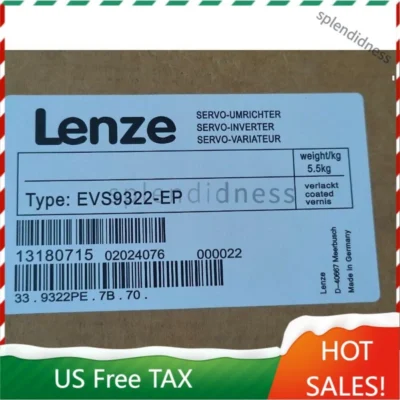 splendidness
Lenze
SERVO-UMRICHTER
SERVO-INVERTER
SERVO-VARIATEUR
weight/kg
5.5kg
splendidness
Type: EVS9322-EP
verlackt
coated
vernis
13180715 02024076 000022
33.9322PE.7B.70.
Lenze
D-40667 Meerbusch
Made in Germany
US Free TAX
HOT
SALES!